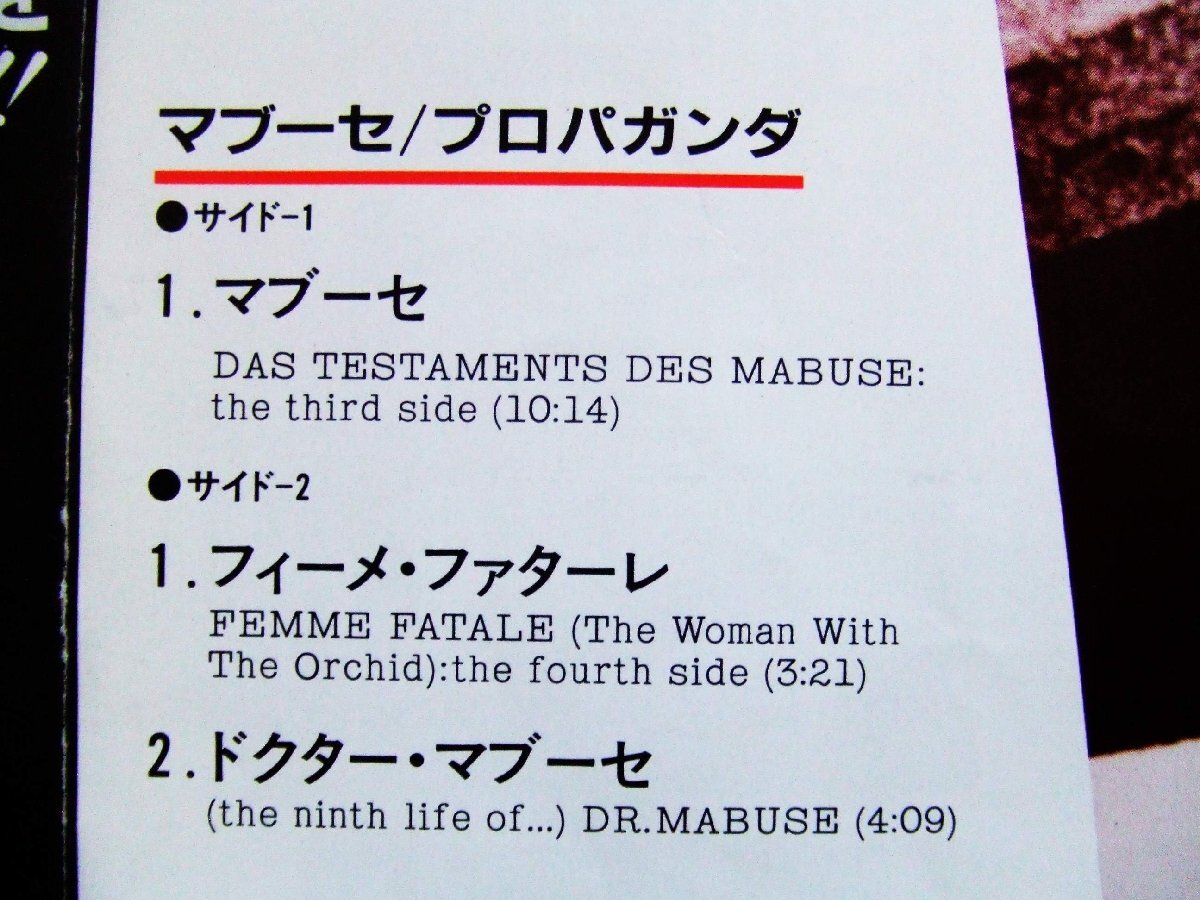 マブーセ/プロパガンダ
●サイド-1
1.マブーセ
DAS TESTAMENTS DES MABUSE:
the third side (10:14)
●サイド-2
1.フィーメ・ファターレ
FEMME FATALE (The Woman With
The Orchid):the fourth side (3:21)
2.ドクター・マブーセ
(the ninth life of...) DR.MABUSE (4:09)